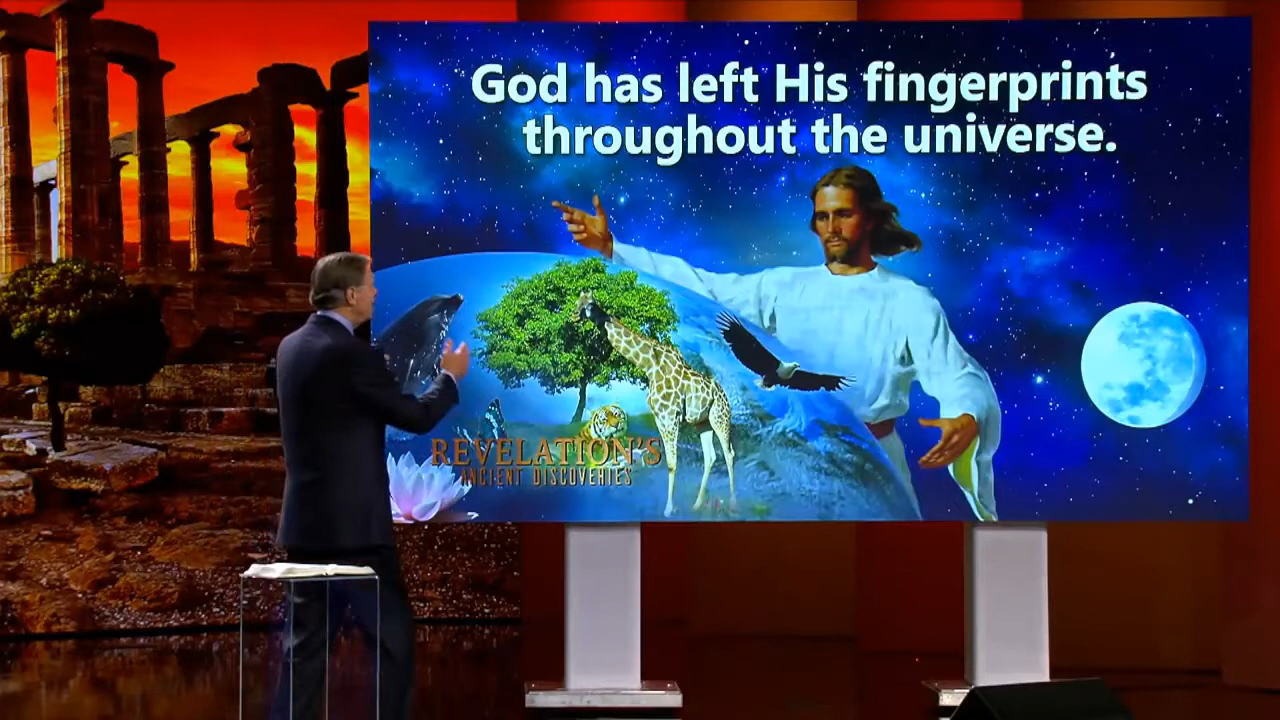 God has left His fingerprints
throughout the universe.
REVELATION'S
ANCIENT DISCOVERIES